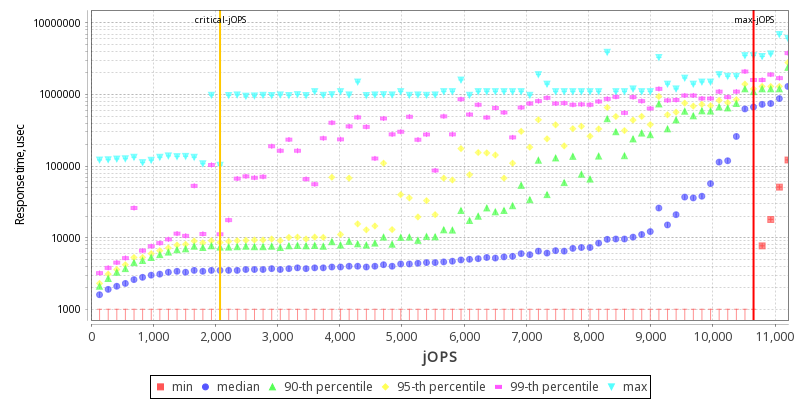 critical-jOPS max-jOPS
10000000
1000000
100000
10000
1000
Response time, usec
0 1,000 2,000 3,000 4,000 5,000 6,000 7,000 8,000 9,000 10,000 11,000
jOPS
min median 90-th percentile 95-th percentile 99-th percentile max